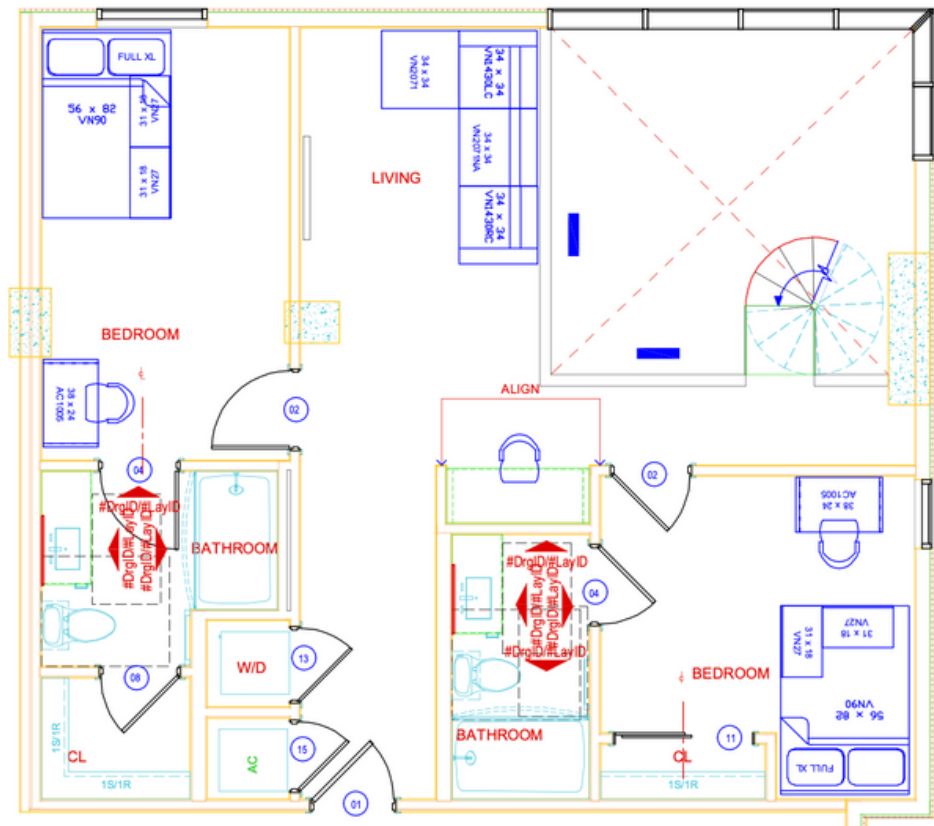 FULL XL
56 x 82
VN90
31 x 18
VN27
31 x 18
VN27
34 x 34
VN2071
34 x 34
VN1430LC
34 x 34
VN2071NA
34 x 34
VN1430RC
LIVING
BEDROOM
38 x 24
AC1005
02
ALIGN
04
02
#DrgID/#LayID
#DrgID/#LayID
#DrgID/#LayID
BATHROOM
38 x 24
AC1005
#DrgID/#LayID
#DrgID/#LayID
#DrgID/#LayID
#DrgID/#LayID
04
W/D
13
08
BEDROOM
31 x 18
VN27
31 x 18
VN27
56 x 82
VN90
FULL XL
1S/1R
CL
1S/1R
AC
15
01
BATHROOM
11
CL
1S/1R